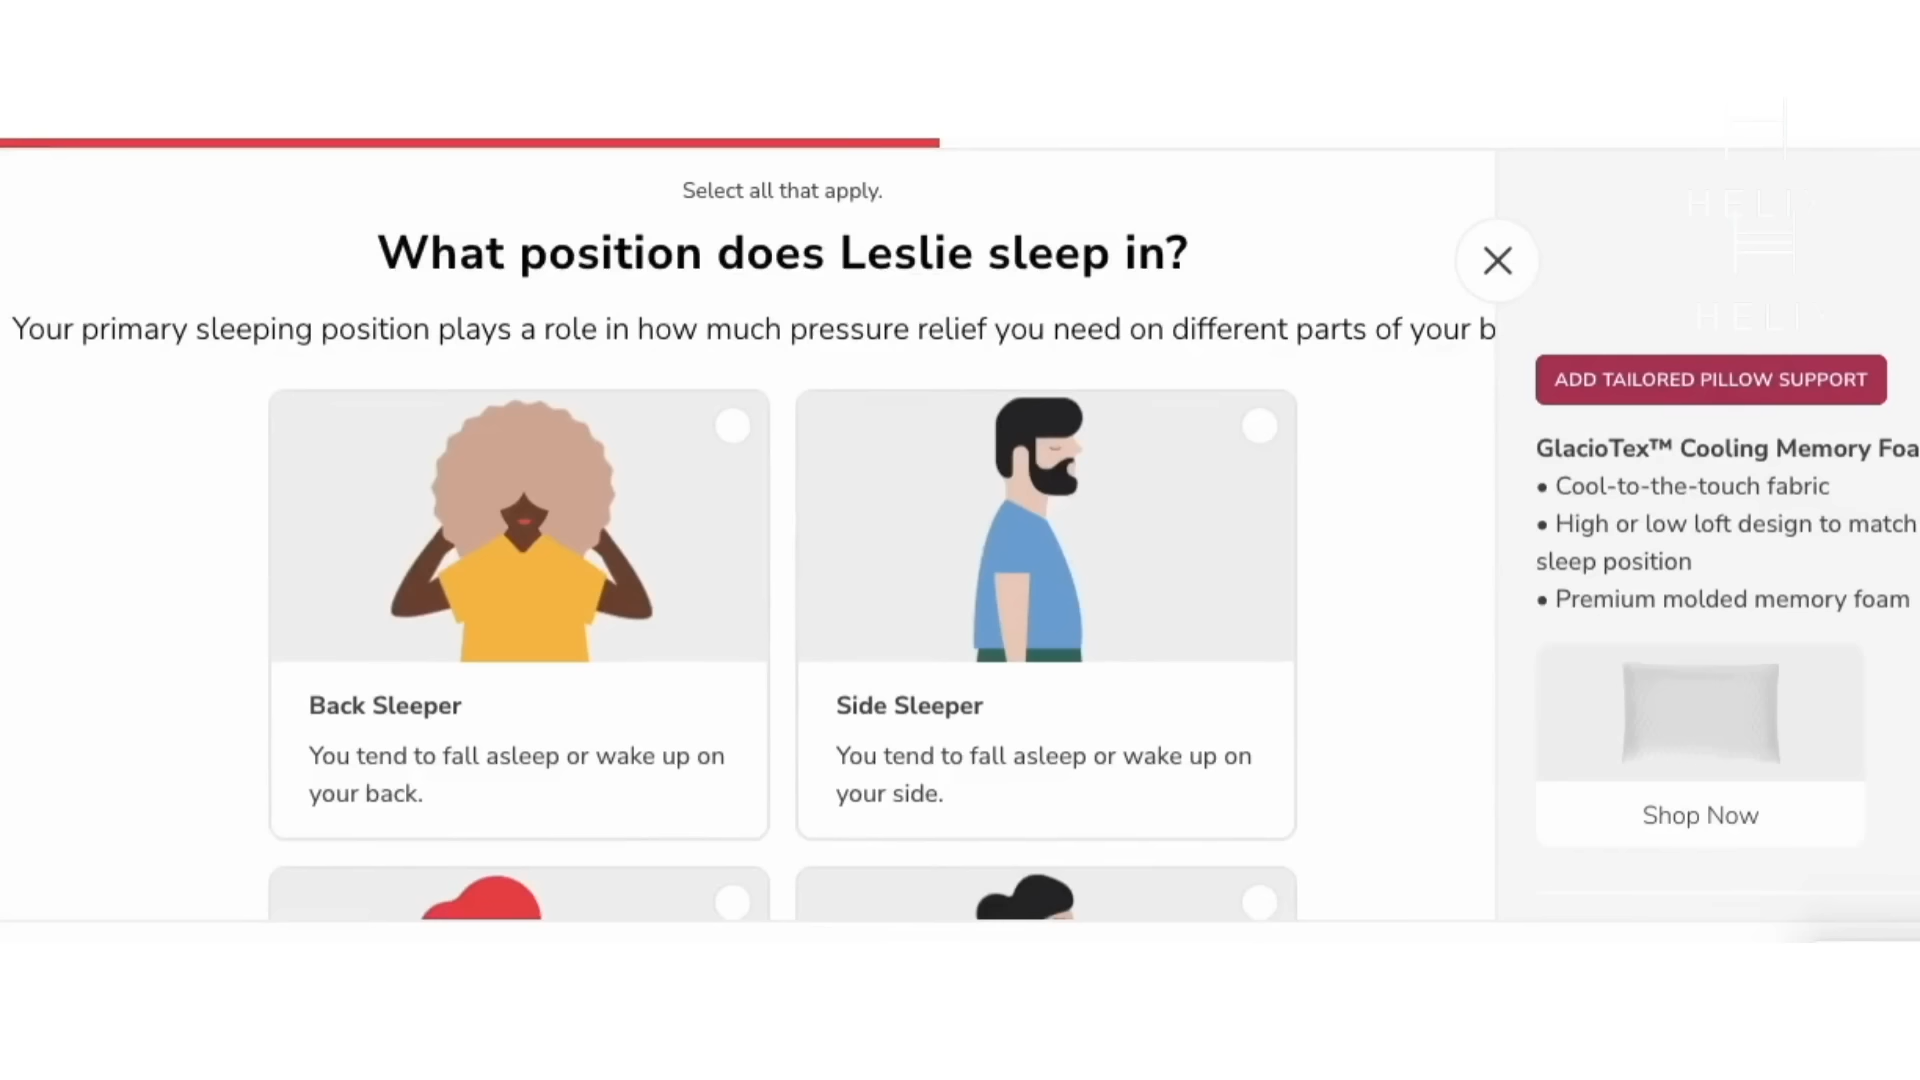 Select all that apply.
What position does Leslie sleep in?
Your primary sleeping position plays a role in how much pressure relief you need on different parts of your b
Back Sleeper
You tend to fall asleep or wake up on
your back.
Side Sleeper
You tend to fall asleep or wake up on
your side.
HELI
HELI
ADD TAILORED PILLOW SUPPORT
GlacioTex™ Cooling Memory Foa
• Cool-to-the-touch fabric
• High or low loft design to match
sleep position
• Premium molded memory foam
Shop Now